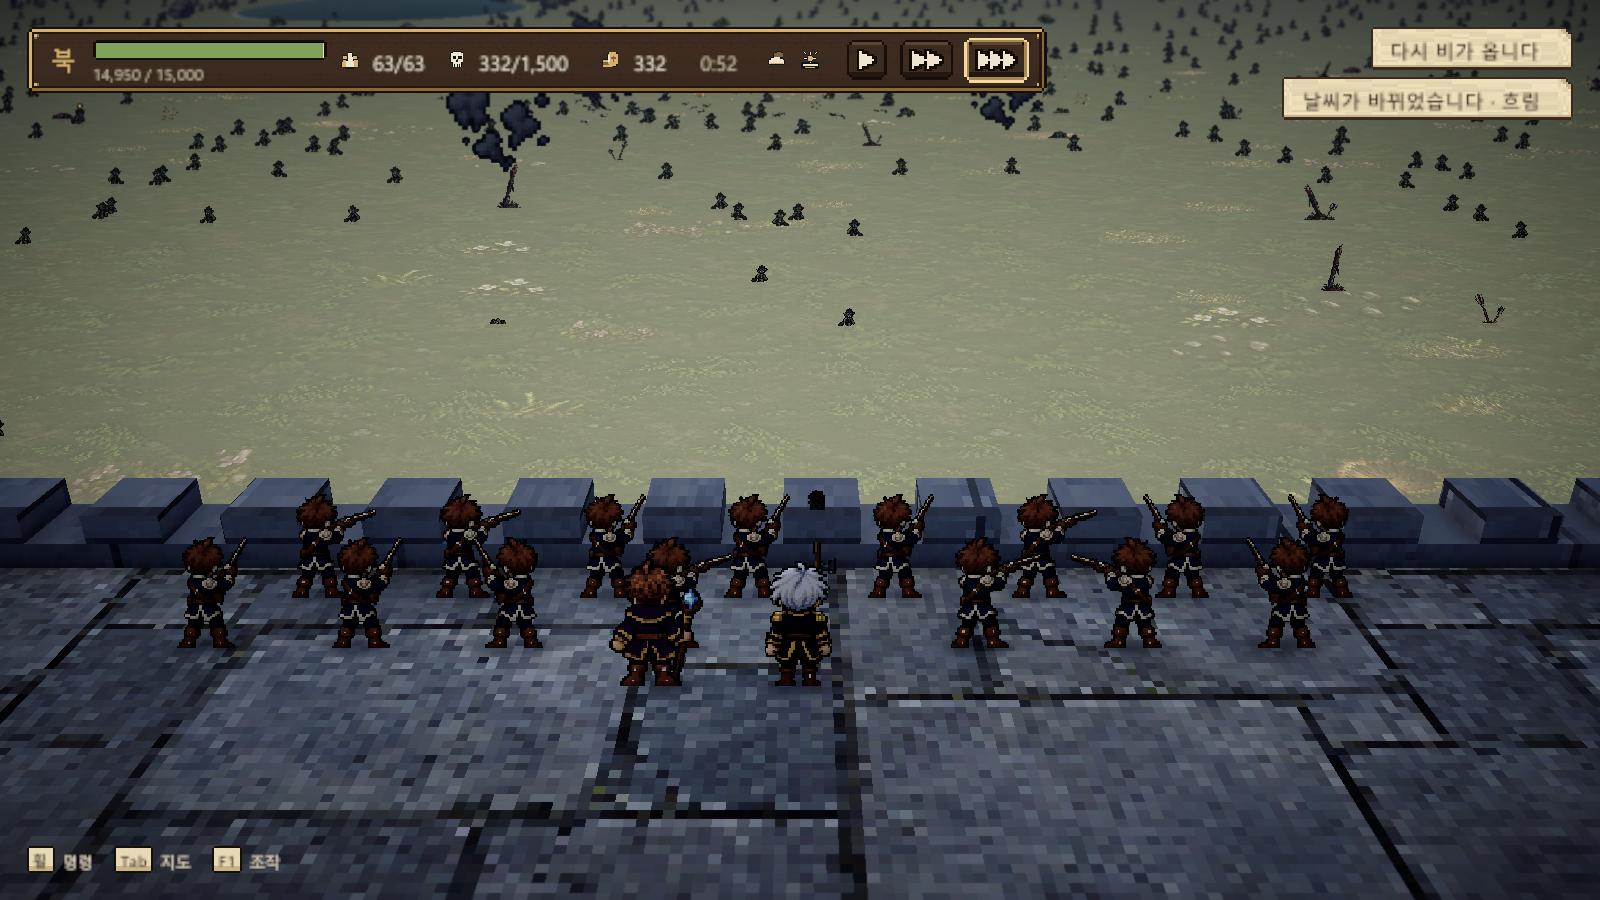 북
14,950 / 15,000
63/63
332/1,500
332
0:52
다시 비가 옵니다
날씨가 바뀌었습니다 · 흐림
휠 명령
Tab 지도
F1 조작